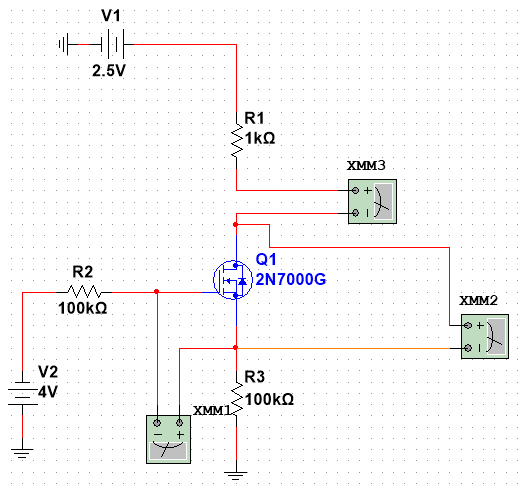 V1
2.5V
R1
1kΩ
XMM3
+
−
Q1
2N7000G
R2
100kΩ
XMM2
+
−
V2
4V
R3
100kΩ
XMM1
− +